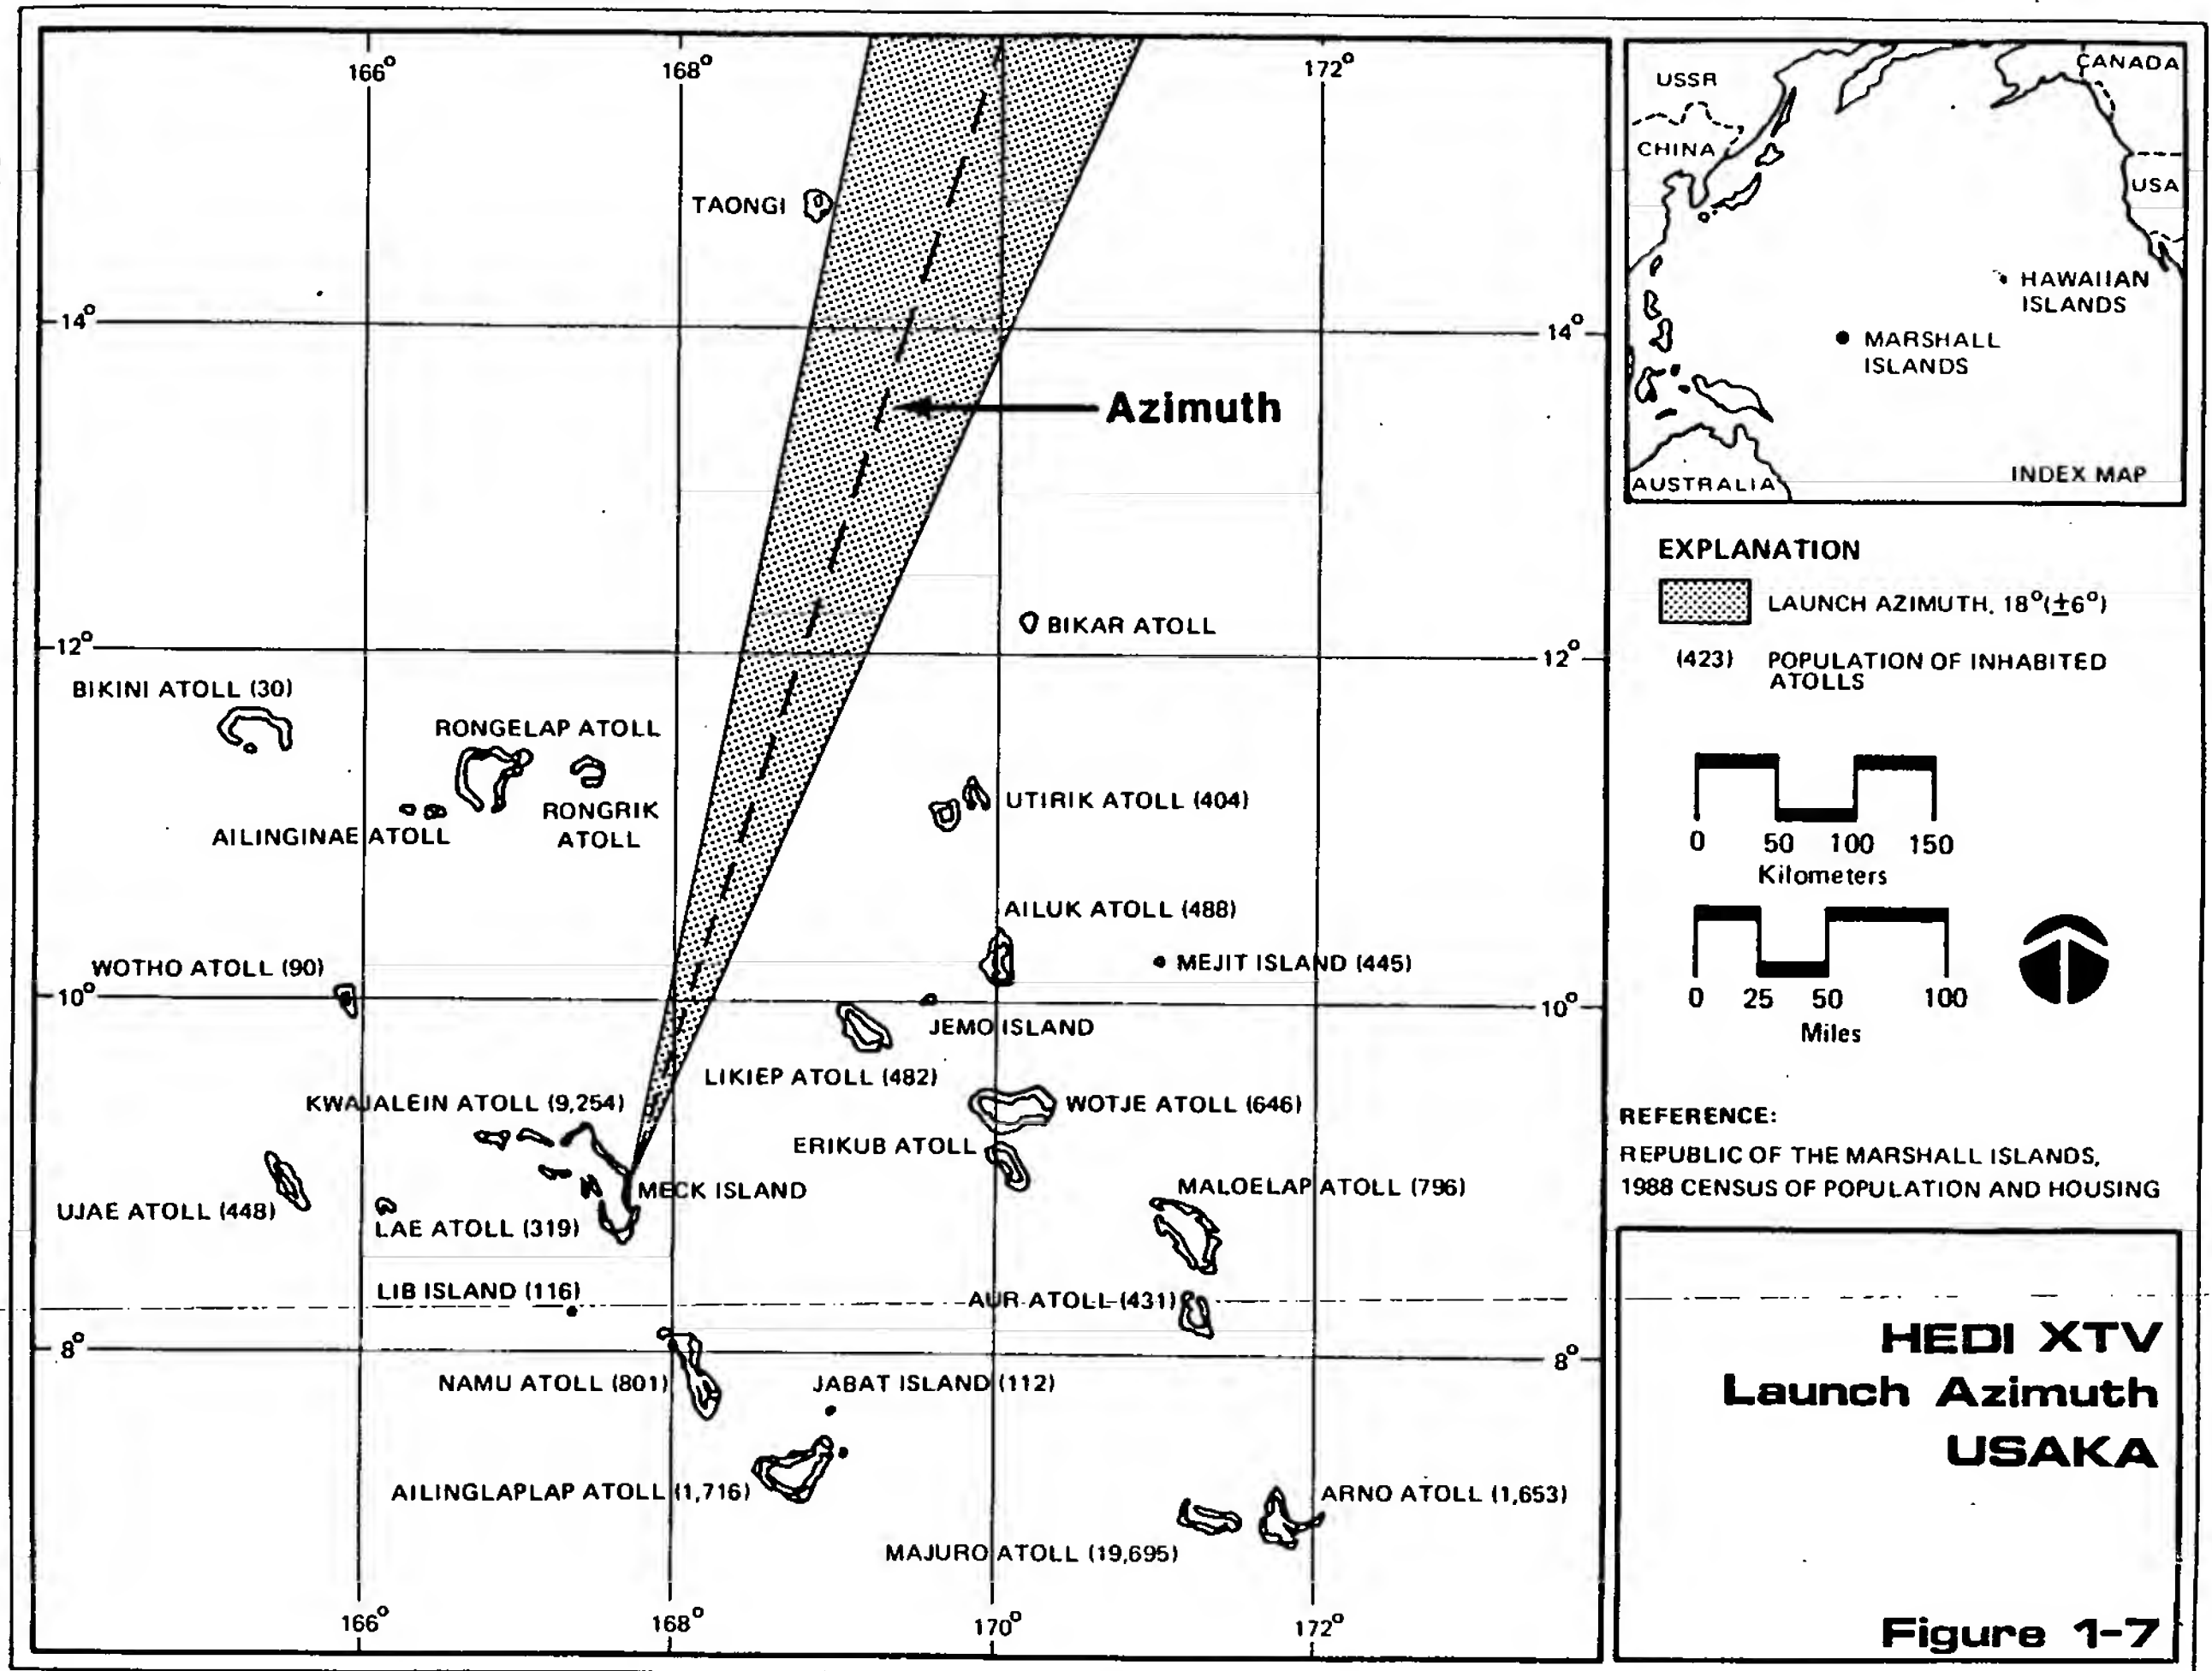 166°
168°
172°
TAONGI
14°
14°
Azimuth
BIKAR ATOLL
12°
12°
BIKINI ATOLL (30)
RONGELAP ATOLL
RONGRIK
ATOLL
AILINGINAE ATOLL
UTIRIK ATOLL (404)
AILUK ATOLL (488)
WOTHO ATOLL (90)
MEJIT ISLAND (445)
10°
10°
JEMO ISLAND
LIKIEP ATOLL (482)
KWAJALEIN ATOLL (9,254)
WOTJE ATOLL (646)
ERIKUB ATOLL
MECK ISLAND
MALOELAP ATOLL (796)
UJAE ATOLL (448)
LAE ATOLL (319)
LIB ISLAND (116)
AUR ATOLL (431)
8°
8°
NAMU ATOLL (801)
JABAT ISLAND (112)
AILINGLAPLAP ATOLL (1,716)
ARNO ATOLL (1,653)
MAJURO ATOLL (19,695)
166°
168°
170°
172°
USSR
CANADA
CHINA
USA
HAWAIIAN
ISLANDS
MARSHALL
ISLANDS
AUSTRALIA
INDEX MAP
EXPLANATION
LAUNCH AZIMUTH, 18°(±6°)
(423) POPULATION OF INHABITED
ATOLLS
0 50 100 150
Kilometers
0 25 50 100
Miles
REFERENCE:
REPUBLIC OF THE MARSHALL ISLANDS,
1988 CENSUS OF POPULATION AND HOUSING
HEDI XTV
Launch Azimuth
USAKA
Figure 1-7